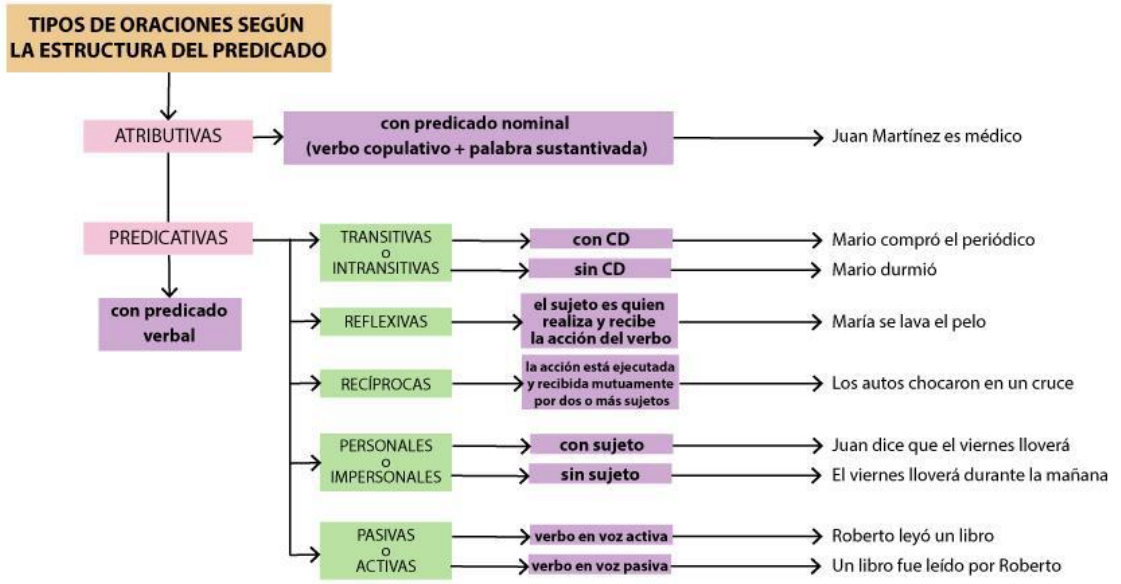 TIPOS DE ORACIONES SEGÚN
LA ESTRUCTURA DEL PREDICADO
ATRIBUTIVAS
con predicado nominal
(verbo copulativo + palabra sustantivada)
Juan Martínez es médico
PREDICATIVAS
con predicado
verbal
TRANSITIVAS
o
INTRANSITIVAS
con CD
Mario compró el periódico
sin CD
Mario durmió
REFLEXIVAS
el sujeto es quien
realiza y recibe
la acción del verbo
María se lava el pelo
RECÍPROCAS
la acción está ejecutada
y recibida mutuamente
por dos o más sujetos
Los autos chocaron en un cruce
PERSONALES
o
IMPERSONALES
con sujeto
Juan dice que el viernes lloverá
sin sujeto
El viernes lloverá durante la mañana
PASIVAS
o
ACTIVAS
verbo en voz activa
Roberto leyó un libro
verbo en voz pasiva
Un libro fue leído por Roberto